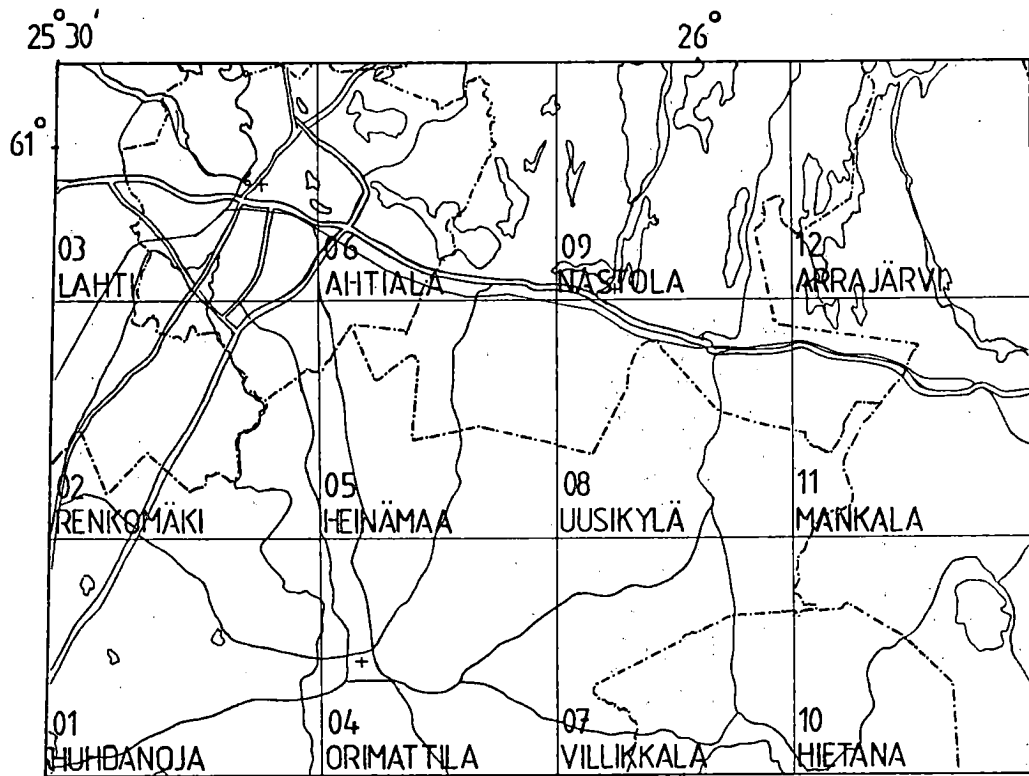 25°30'
26°
61°
03
LAHTI
06
AHTIALA
09
NASTOLA
12
ARRAJÄRVI
02
RENKOMÄKI
05
HEINÄMAA
08
UUSIKYLÄ
11
MANKALA
01
HUHDANOJA
04
ORIMATTILA
07
VILLIKKALA
10
HIETANA